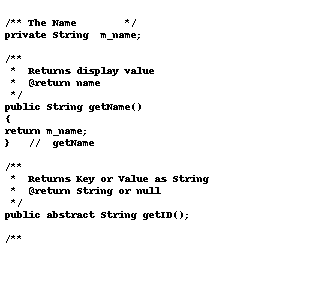 /** The Name        */
private String  m_name;
/**
 *  Returns display value
 *  @return name
 */
public String getName()
{
return m_name;
}   //  getName
/**
 *  Returns Key or Value as String
 *  @return String or null
 */
public abstract String getID();
/**